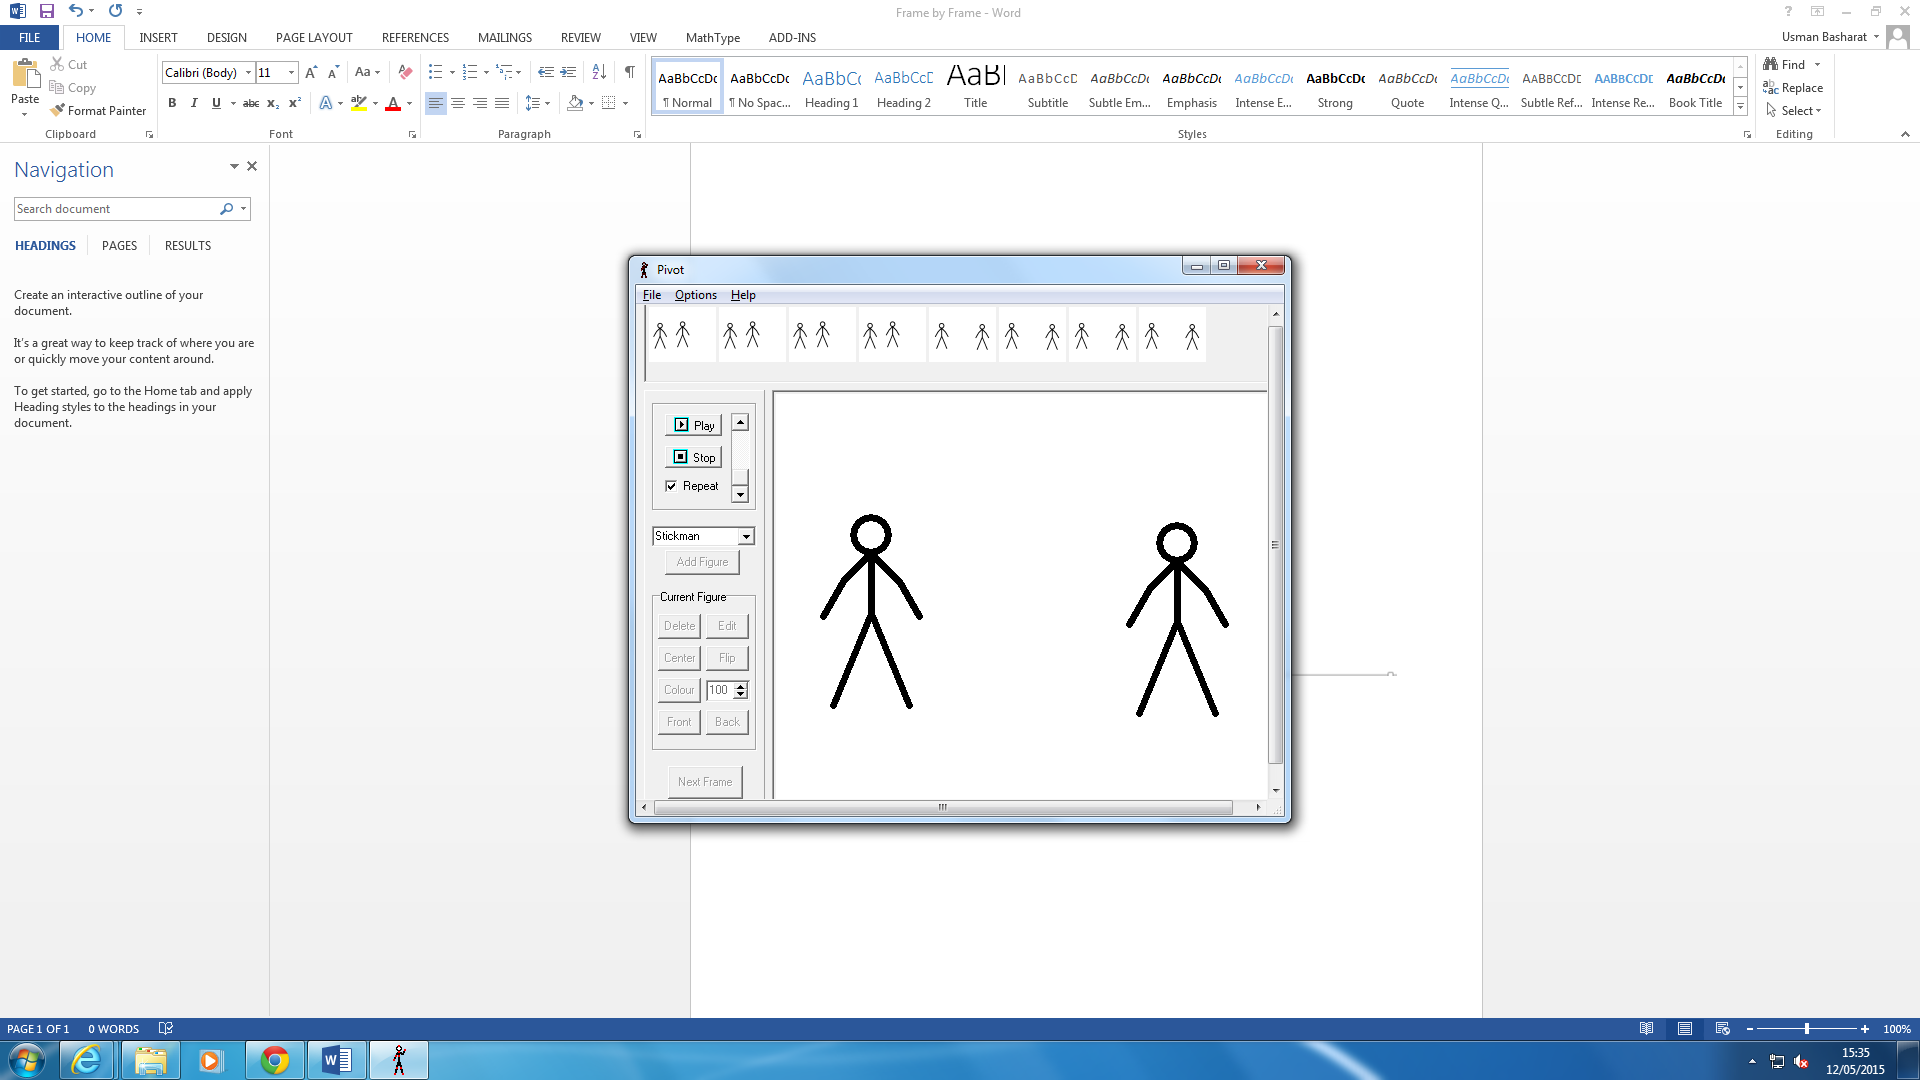 Frame by Frame - Word
FILE HOME INSERT DESIGN PAGE LAYOUT REFERENCES MAILINGS REVIEW VIEW MathType ADD-INS
Usman Basharat
Paste
Cut
Copy
Format Painter
Clipboard
Calibri (Body) 11
Font
Paragraph
AaBbCcDc AaBbCcDc AaBbCc AaBbCcD AaBl AaBbCcD AaBbCcDc AaBbCcDc AaBbCcDc AaBbCcDc AaBbCcDc AaBbCcDc AABBCCDE AABBCCDE AaBbCcDc
¶ Normal ¶ No Spac... Heading 1 Heading 2 Title Subtitle Subtle Em... Emphasis Intense E... Strong Quote Intense Q... Subtle Ref... Intense Re... Book Title
Styles
Find
Replace
Select
Editing
Navigation
Search document
HEADINGS PAGES RESULTS
Create an interactive outline of your
document.
It's a great way to keep track of where you are
or quickly move your content around.
To get started, go to the Home tab and apply
Heading styles to the headings in your
document.
Pivot
File Options Help
Play
Stop
Repeat
Stickman
Add Figure
Current Figure
Delete Edit
Center Flip
Colour 100
Front Back
Next Frame
PAGE 1 OF 1 0 WORDS
100%
15:35
12/05/2015